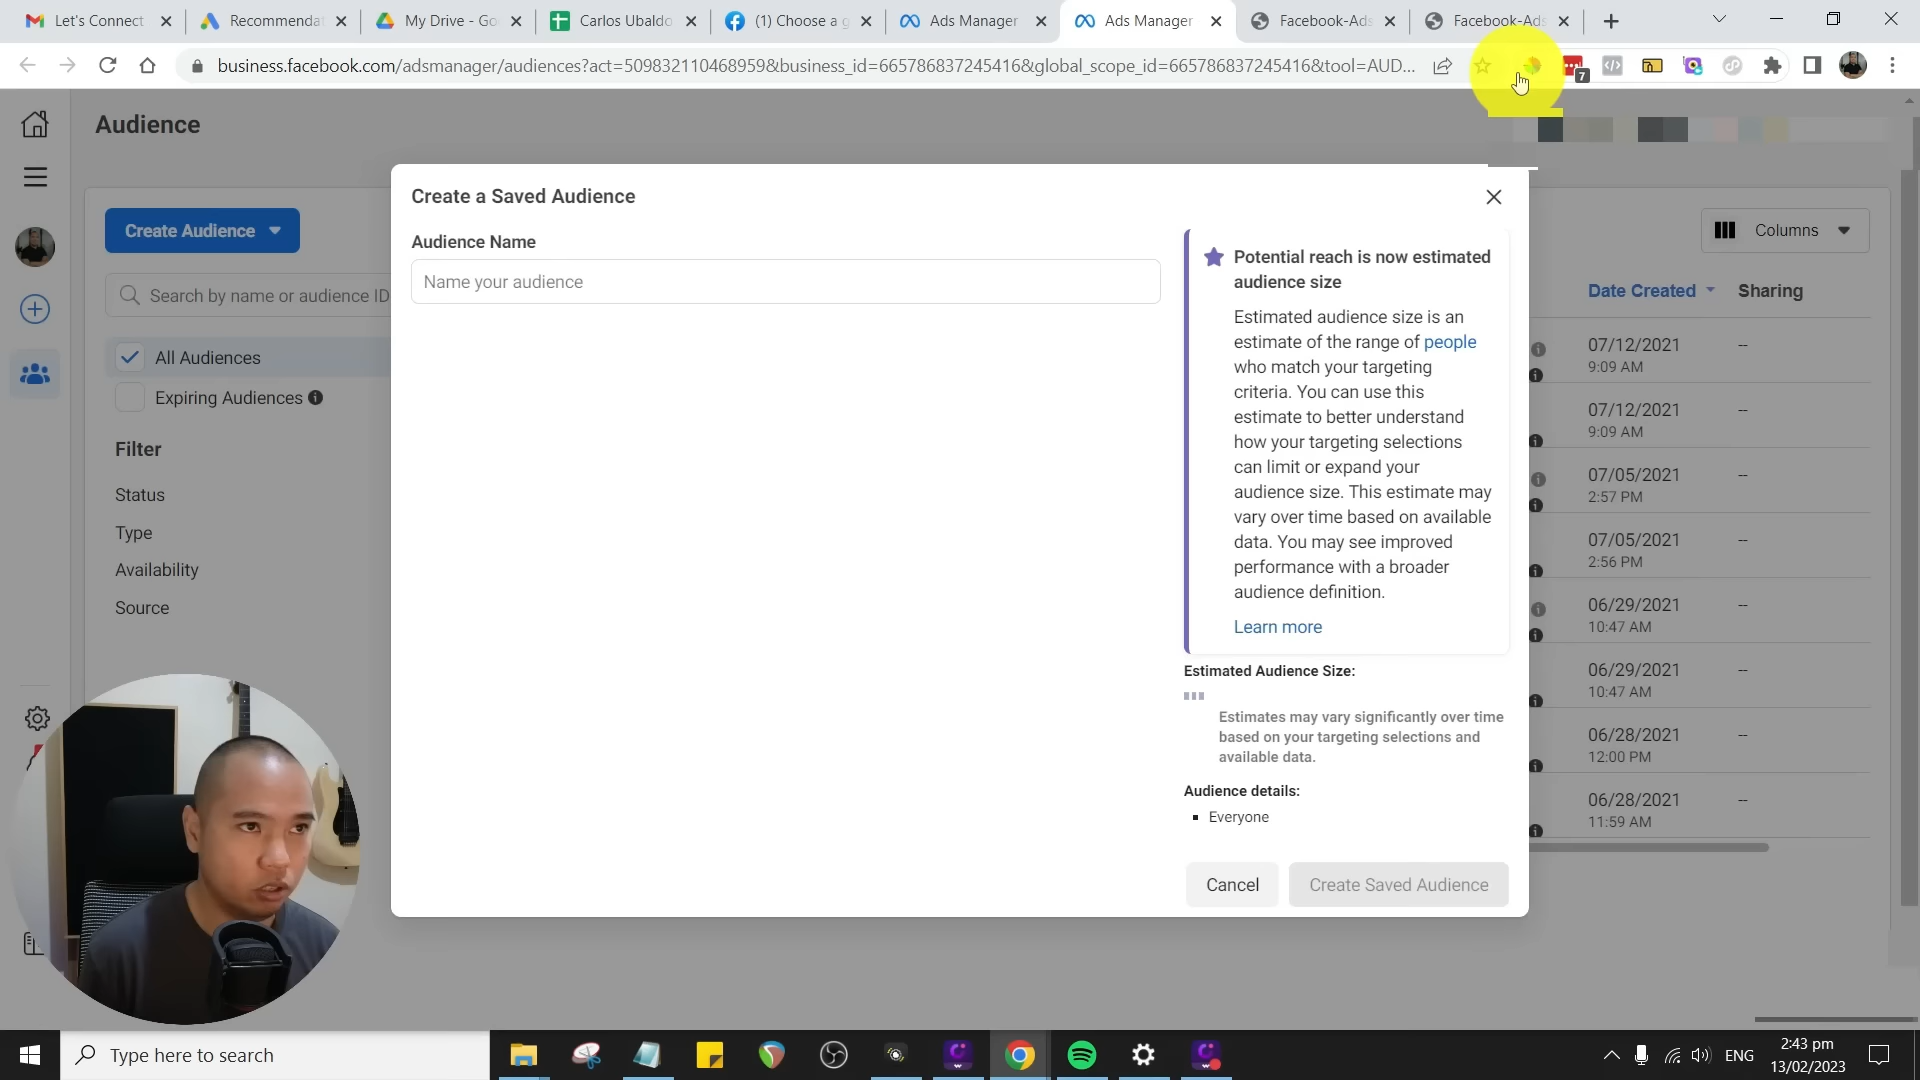 Let's Connect
Recommendat
My Drive - Goo
Carlos Ubaldo
(1) Choose a g
Ads Manager
Ads Manager
Facebook-Ads
Facebook-Ads
business.facebook.com/adsmanager/audiences?act=509832110468959&business_id=665786837245416&global_scope_id=665786837245416&tool=AUD...
7
Audience
Create Audience
Search by name or audience ID
All Audiences
Expiring Audiences
Filter
Status
Type
Availability
Source
Create a Saved Audience
Audience Name
Name your audience
Potential reach is now estimated
audience size
Estimated audience size is an
estimate of the range of people
who match your targeting
criteria. You can use this
estimate to better understand
how your targeting selections
can limit or expand your
audience size. This estimate may
vary over time based on available
data. You may see improved
performance with a broader
audience definition.
Learn more
Estimated Audience Size:
Estimates may vary significantly over time
based on your targeting selections and
available data.
Audience details:
Everyone
Cancel
Create Saved Audience
Columns
Date Created
Sharing
07/12/2021
9:09 AM
--
07/12/2021
9:09 AM
--
07/05/2021
2:57 PM
--
07/05/2021
2:56 PM
--
06/29/2021
10:47 AM
--
06/29/2021
10:47 AM
--
06/28/2021
12:00 PM
--
06/28/2021
11:59 AM
--
Type here to search
ENG
2:43 pm
13/02/2023